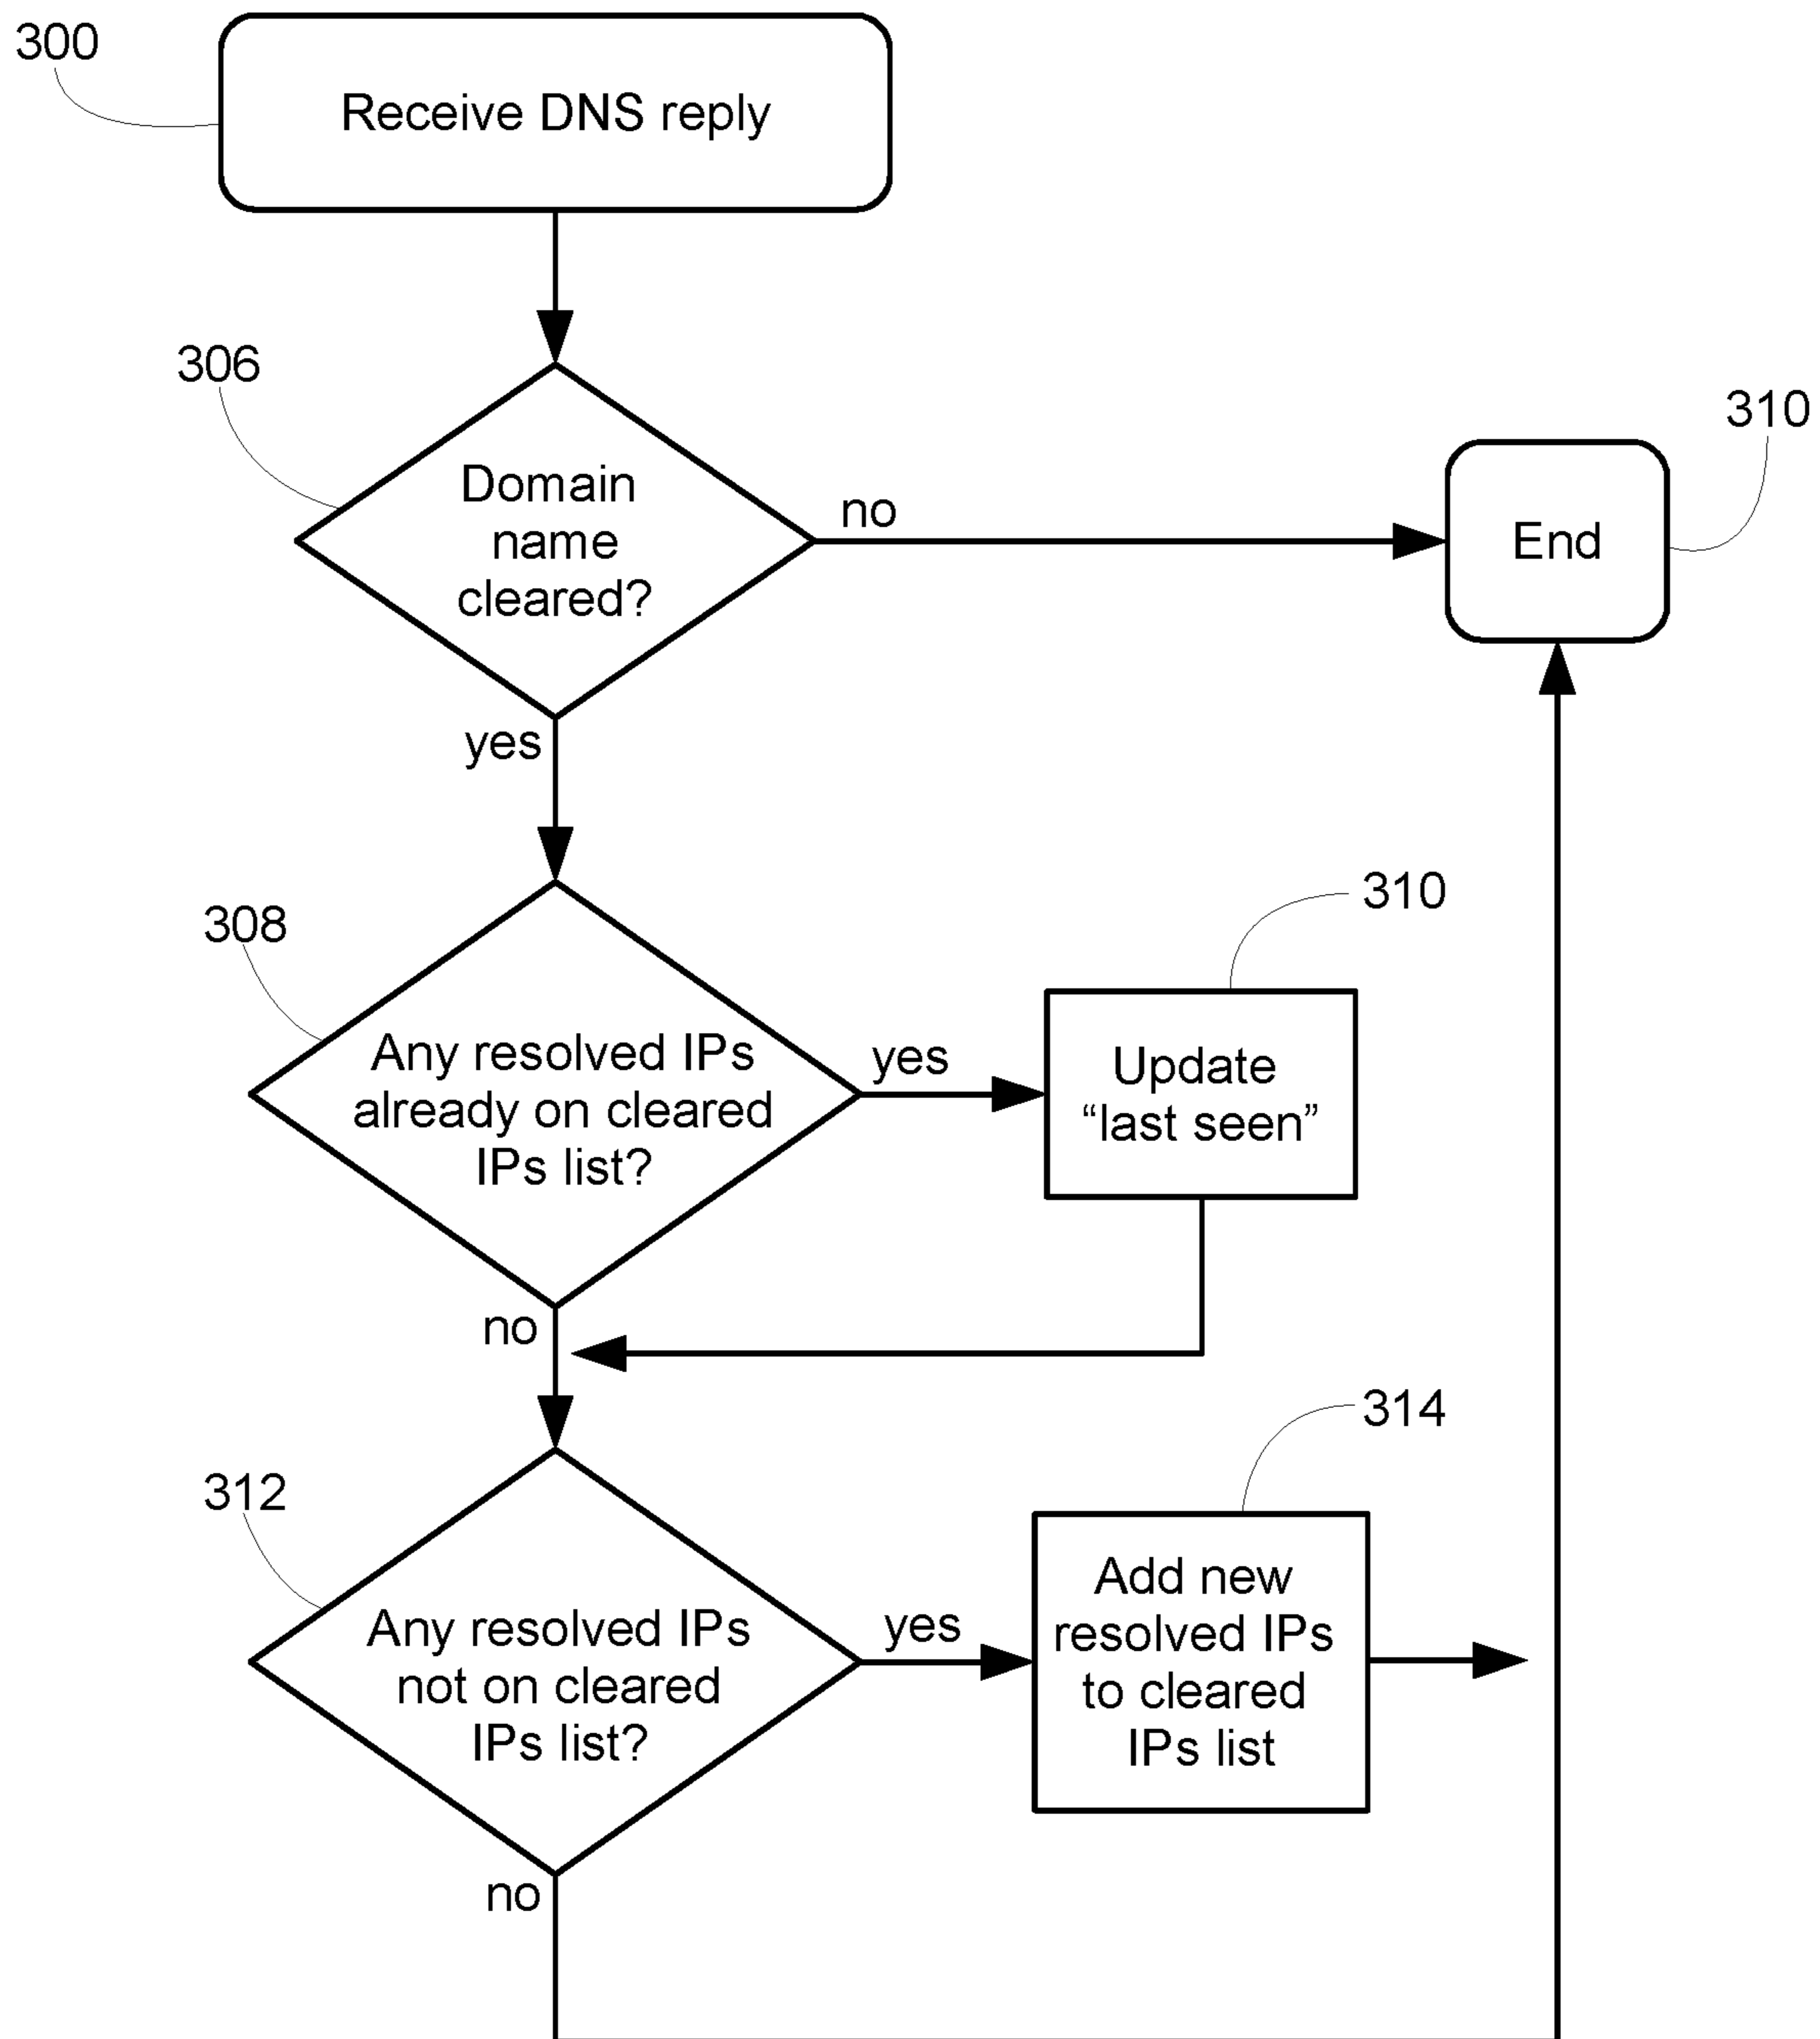 300
Receive DNS reply
306
Domain
name
cleared?
no
310
End
yes
308
Any resolved IPs
already on cleared
IPs list?
yes
310
Update
“last seen”
no
312
Any resolved IPs
not on cleared
IPs list?
yes
314
Add new
resolved IPs
to cleared
IPs list
no